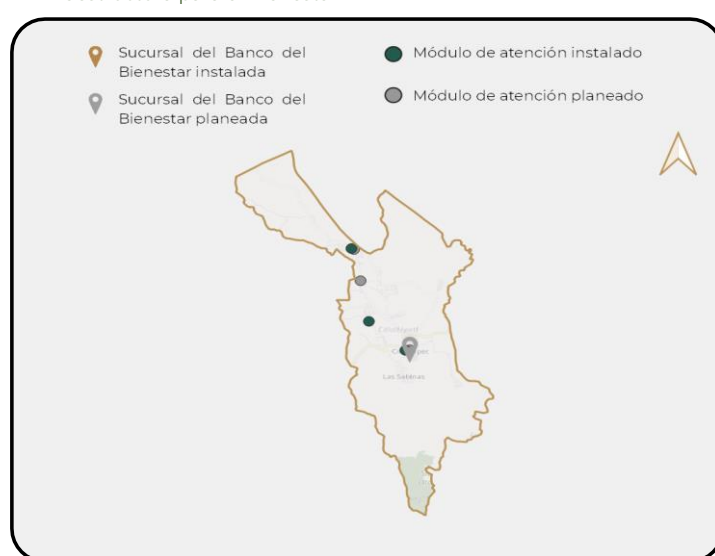 Sucursal del Banco del
Bienestar instalada
Módulo de atención instalado
Sucursal del Banco del
Bienestar planeada
Módulo de atención planeado
Las Salinas